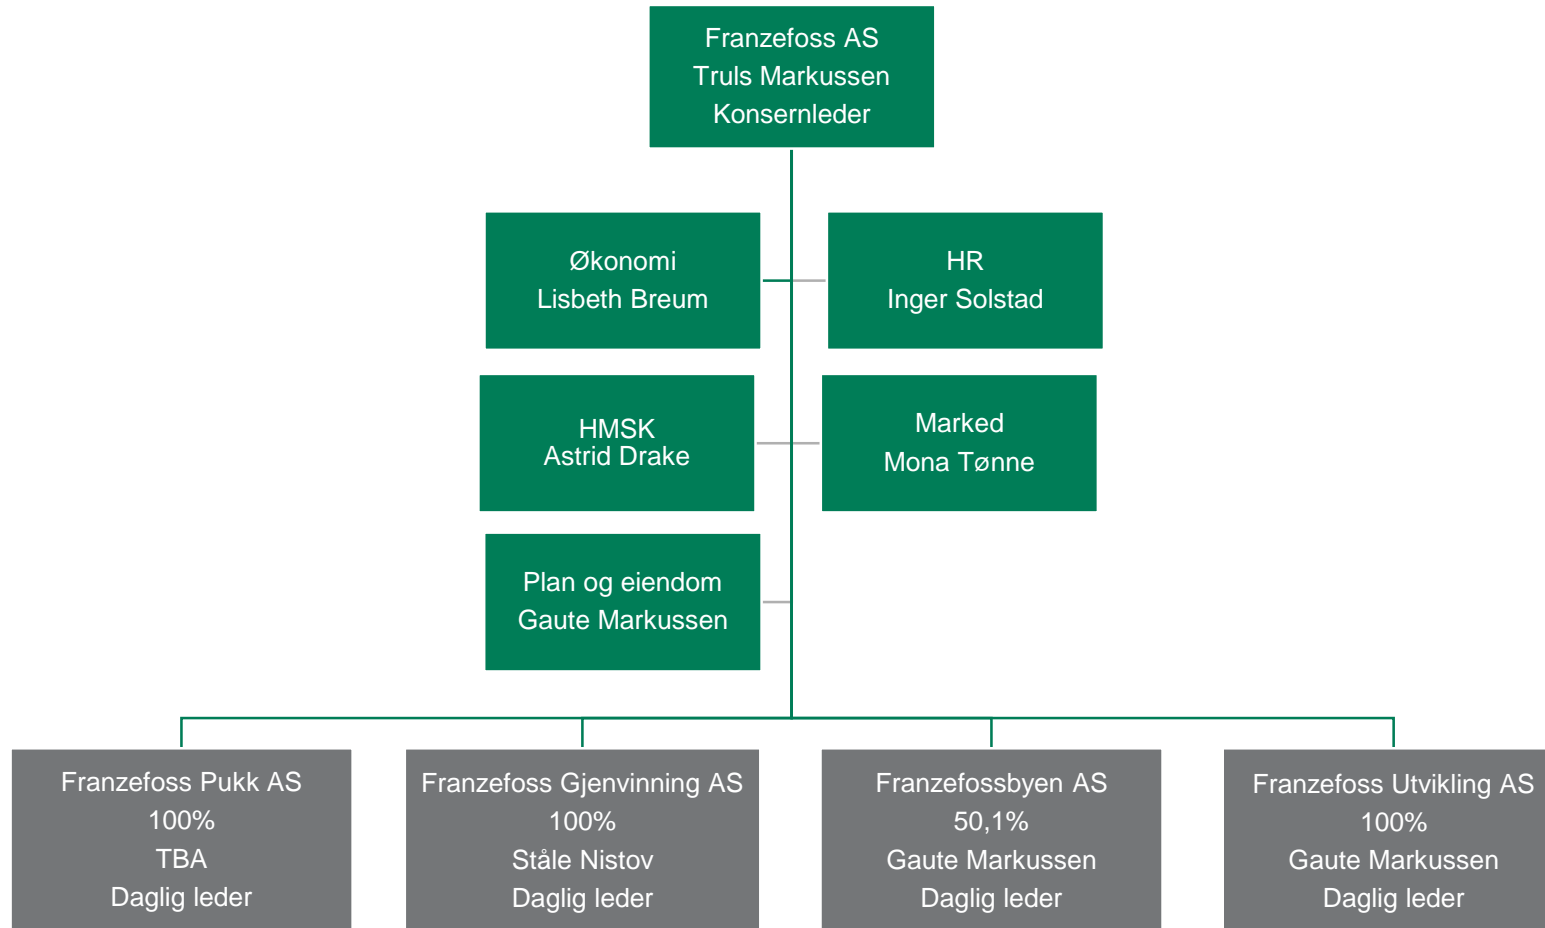 Franzefoss AS
Truls Markussen
Konsernleder
Økonomi
Lisbeth Breum
HR
Inger Solstad
HMSK
Astrid Drake
Marked
Mona Tønne
Plan og eiendom
Gaute Markussen
Franzefoss Pukk AS
100%
TBA
Daglig leder
Franzefoss Gjenvinning AS
100%
Ståle Nistov
Daglig leder
Franzefossbyen AS
50,1%
Gaute Markussen
Daglig leder
Franzefoss Utvikling AS
100%
Gaute Markussen
Daglig leder